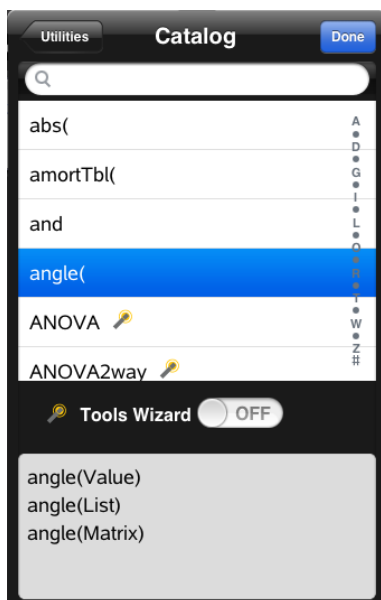 Utilities Catalog Done
abs(
amortTbl(
and
angle(
ANOVA
ANOVA2way
A
D
G
I
L
O
R
T
W
Z
#
Tools Wizard OFF
angle(Value)
angle(List)
angle(Matrix)